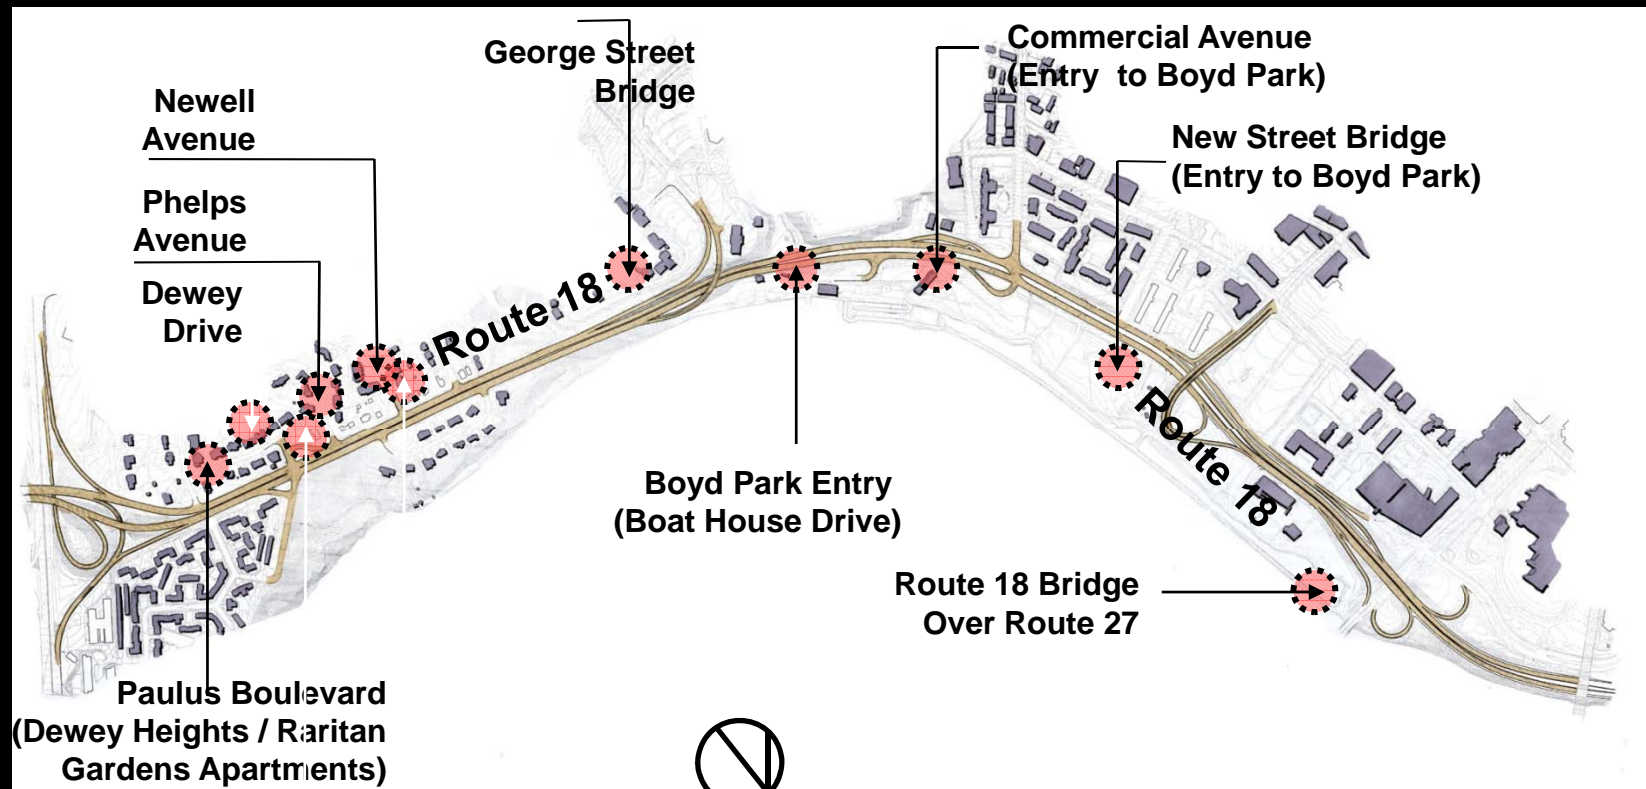 George Street
Bridge
Commercial Avenue
(Entry to Boyd Park)
Newell
Avenue
New Street Bridge
(Entry to Boyd Park)
Phelps
Avenue
Dewey
Drive
Route 18
Route 18
Boyd Park Entry
(Boat House Drive)
Route 18 Bridge
Over Route 27
Paulus Boulevard
(Dewey Heights / Raritan
Gardens Apartments)